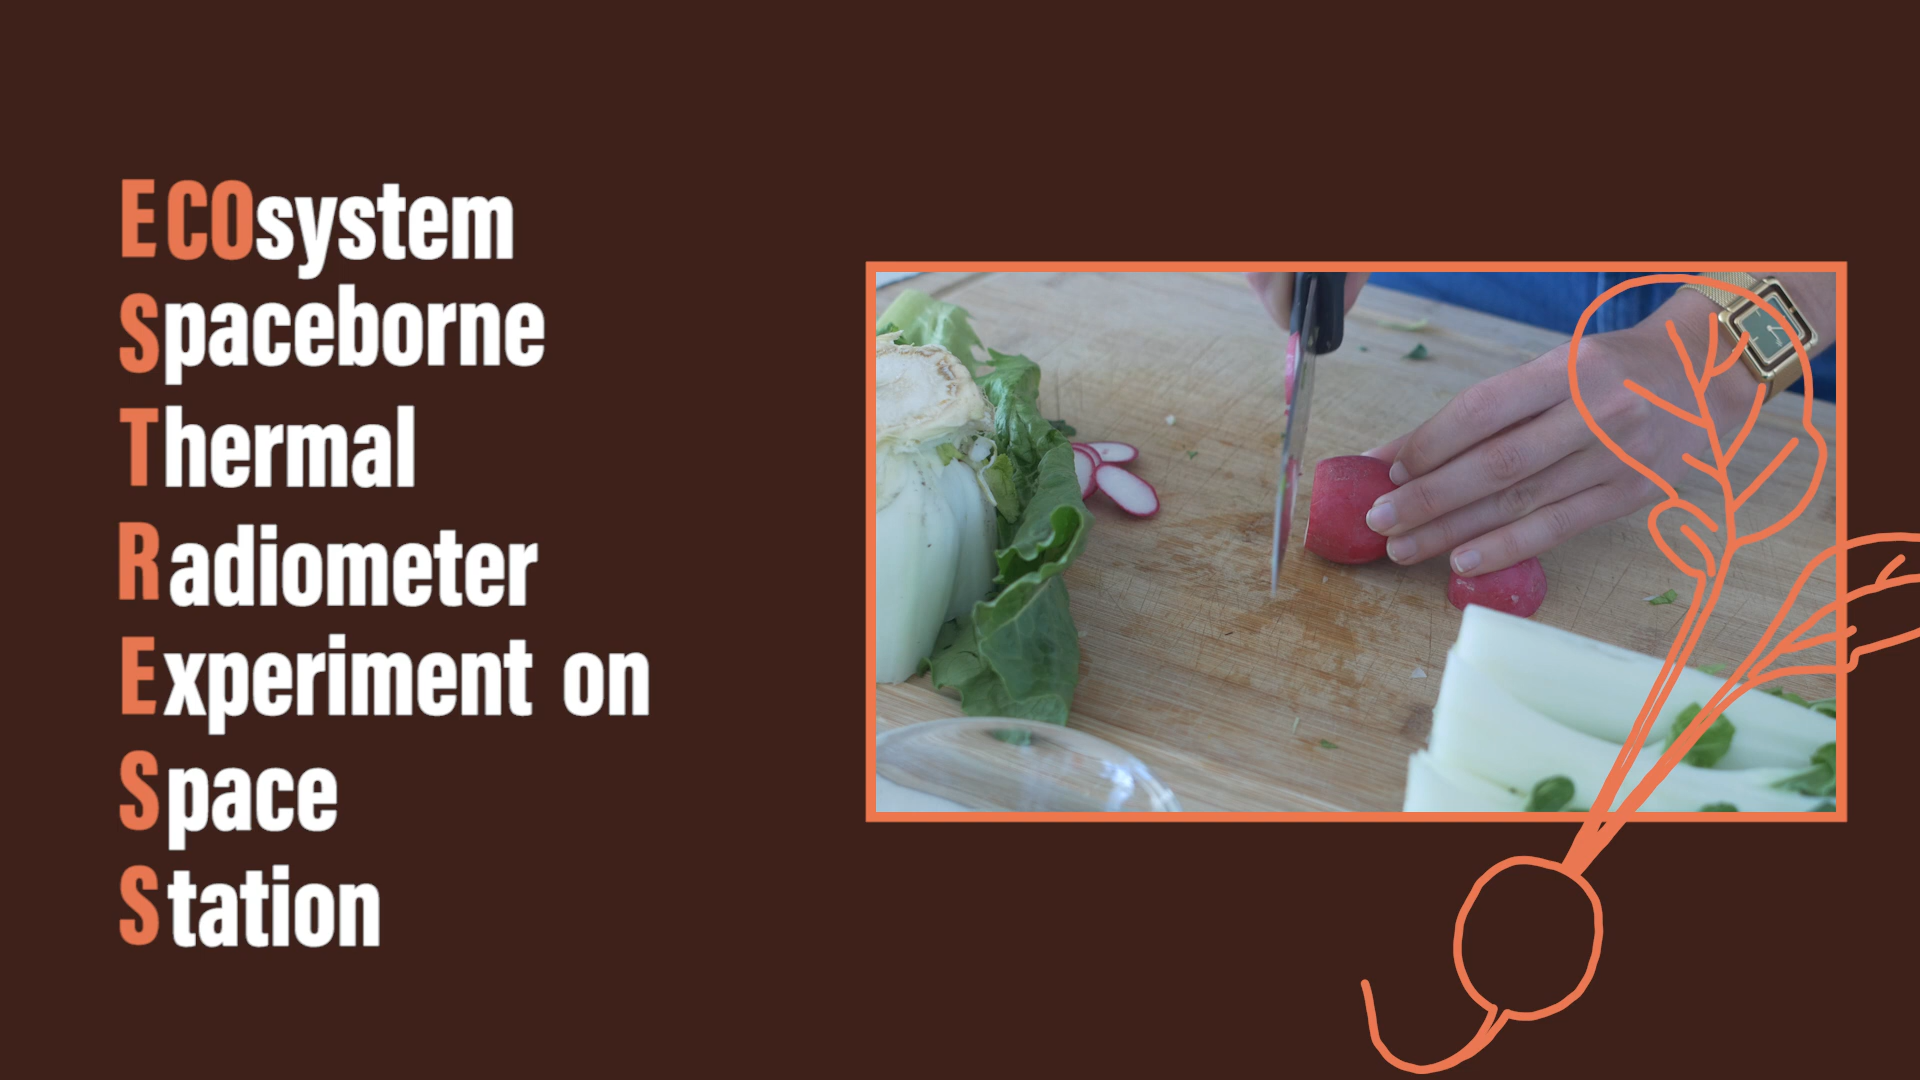 ECOsystem
Spaceborne
Thermal
Radiometer
Experiment on
Space
Station